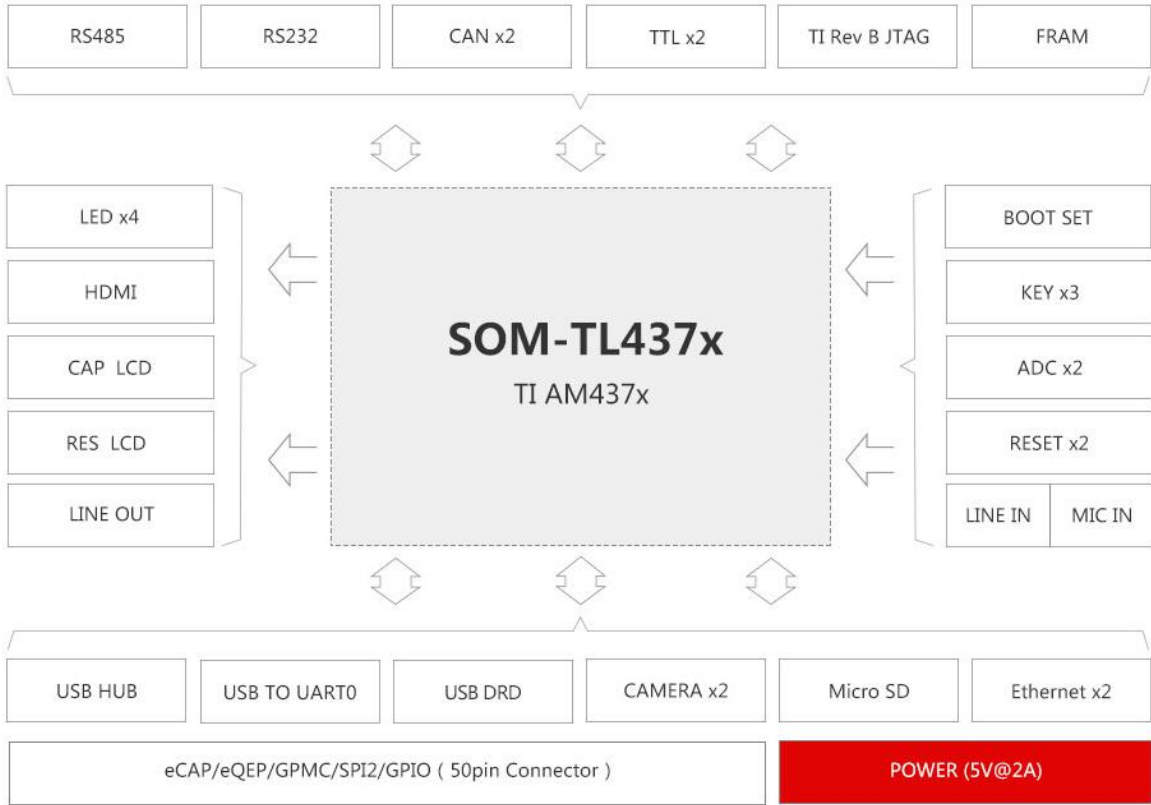 RS485
RS232
CAN x2
TTL x2
TI Rev B JTAG
FRAM
LED x4
HDMI
CAP LCD
RES LCD
LINE OUT
SOM-TL437x
TI AM437x
BOOT SET
KEY x3
ADC x2
RESET x2
LINE IN
MIC IN
USB HUB
USB TO UART0
USB DRD
CAMERA x2
Micro SD
Ethernet x2
eCAP/eQEP/GPMC/SPI2/GPIO ( 50pin Connector )
POWER (5V@2A)